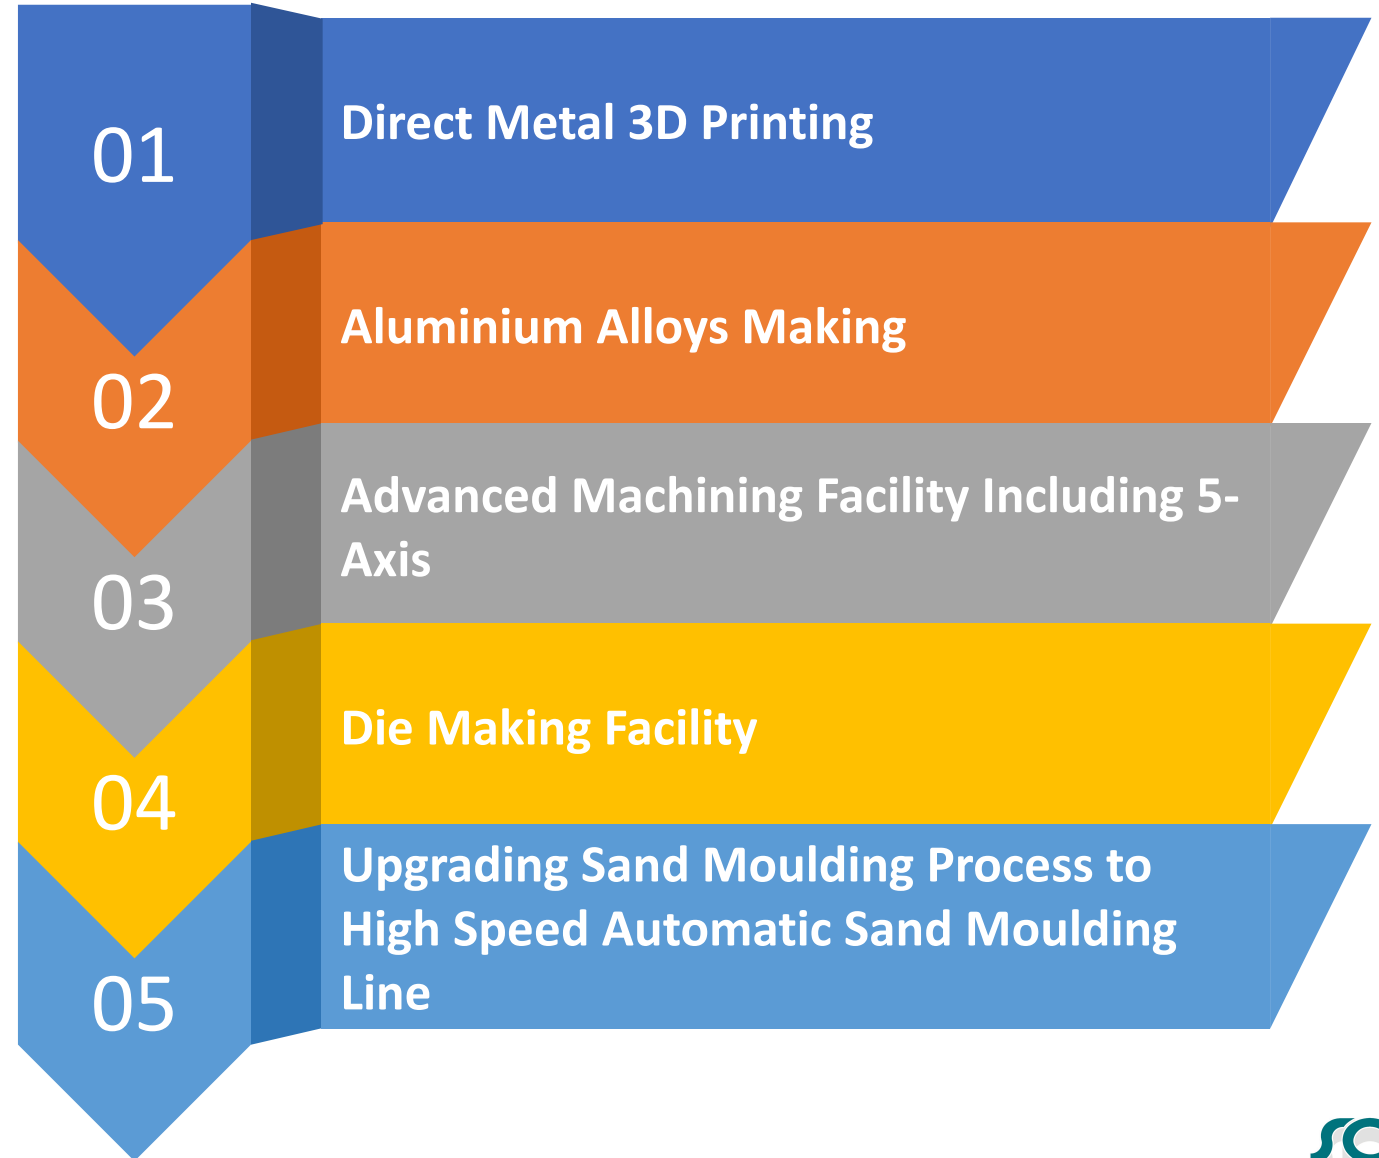 01
Direct Metal 3D Printing
02
Aluminium Alloys Making
03
Advanced Machining Facility Including 5-
Axis
04
Die Making Facility
05
Upgrading Sand Moulding Process to
High Speed Automatic Sand Moulding
Line